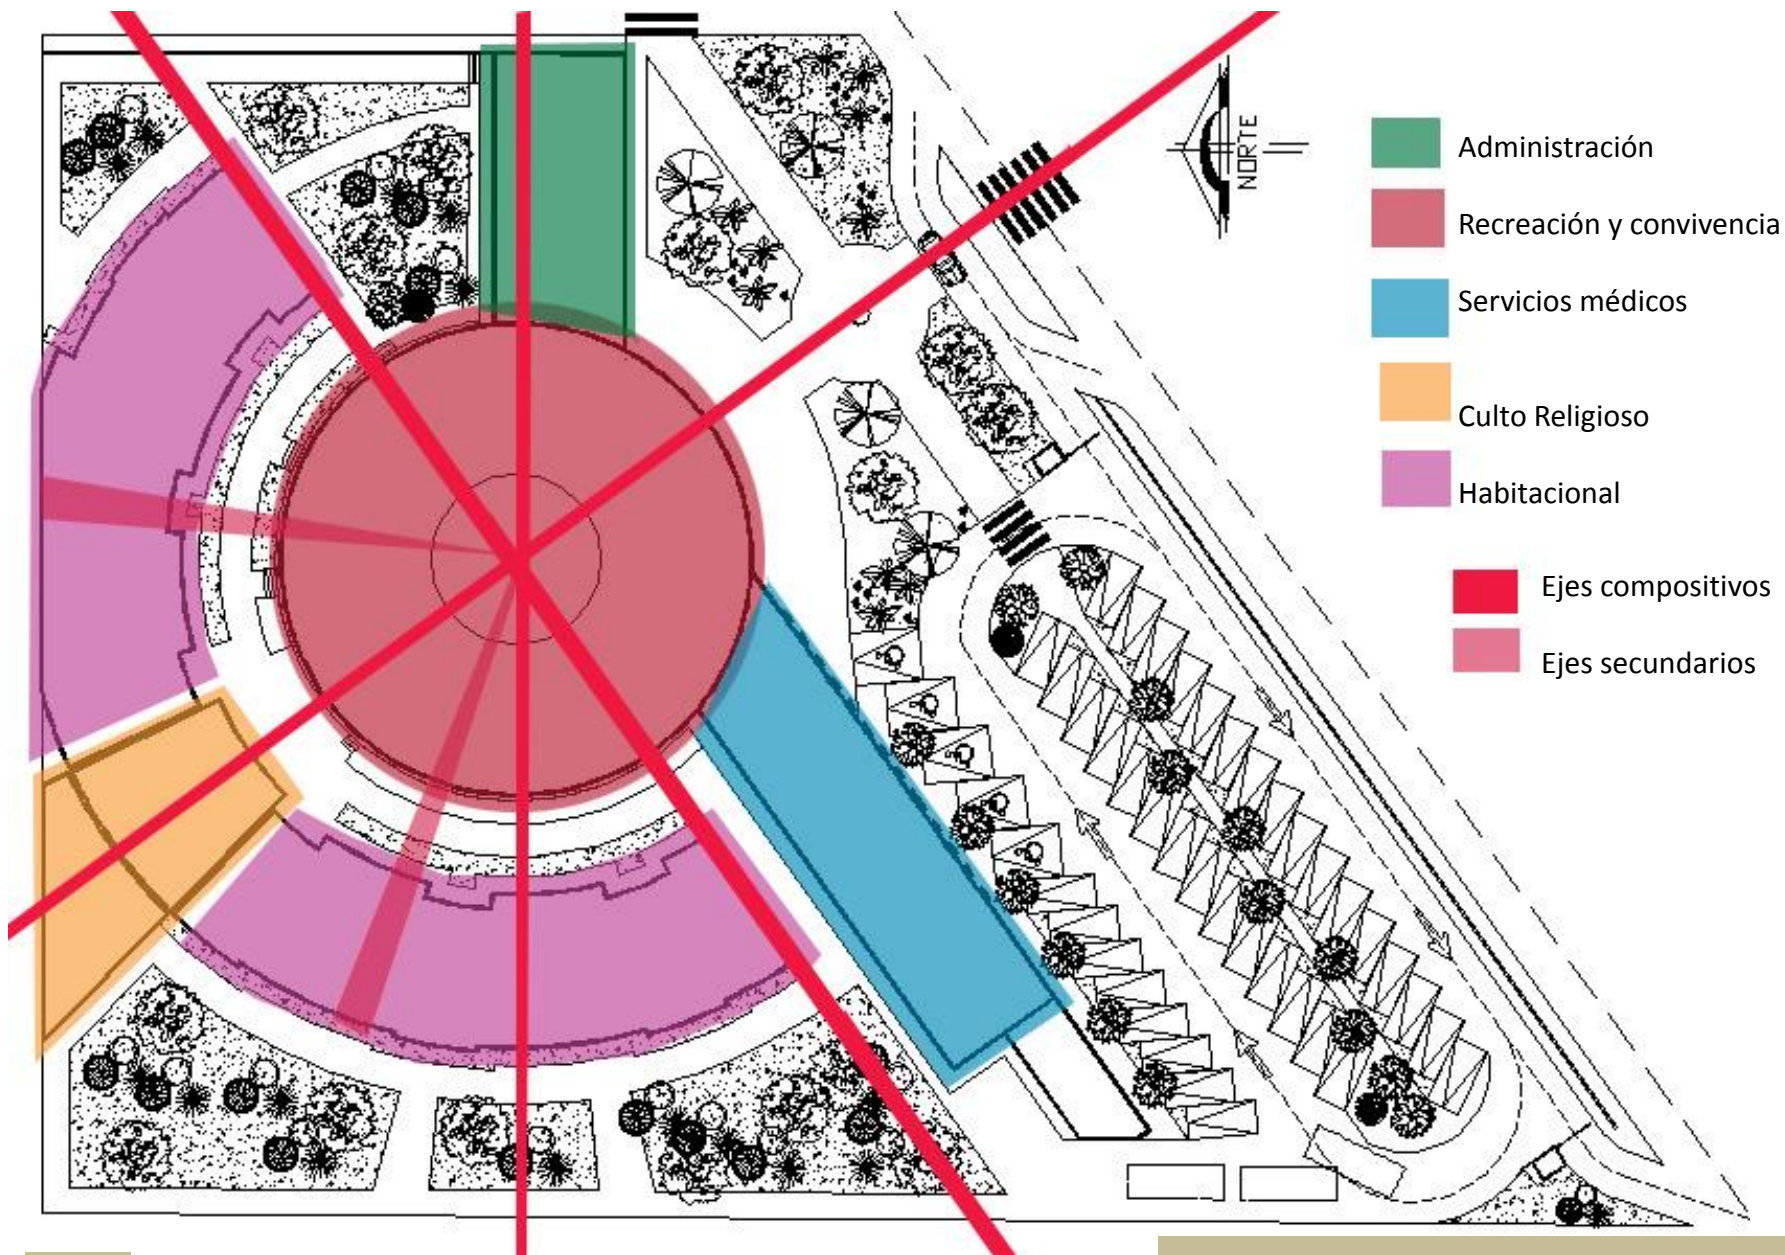 NORTE
Administración
Recreación y convivencia
Servicios médicos
Culto Religioso
Habitacional
Ejes compositivos
Ejes secundarios